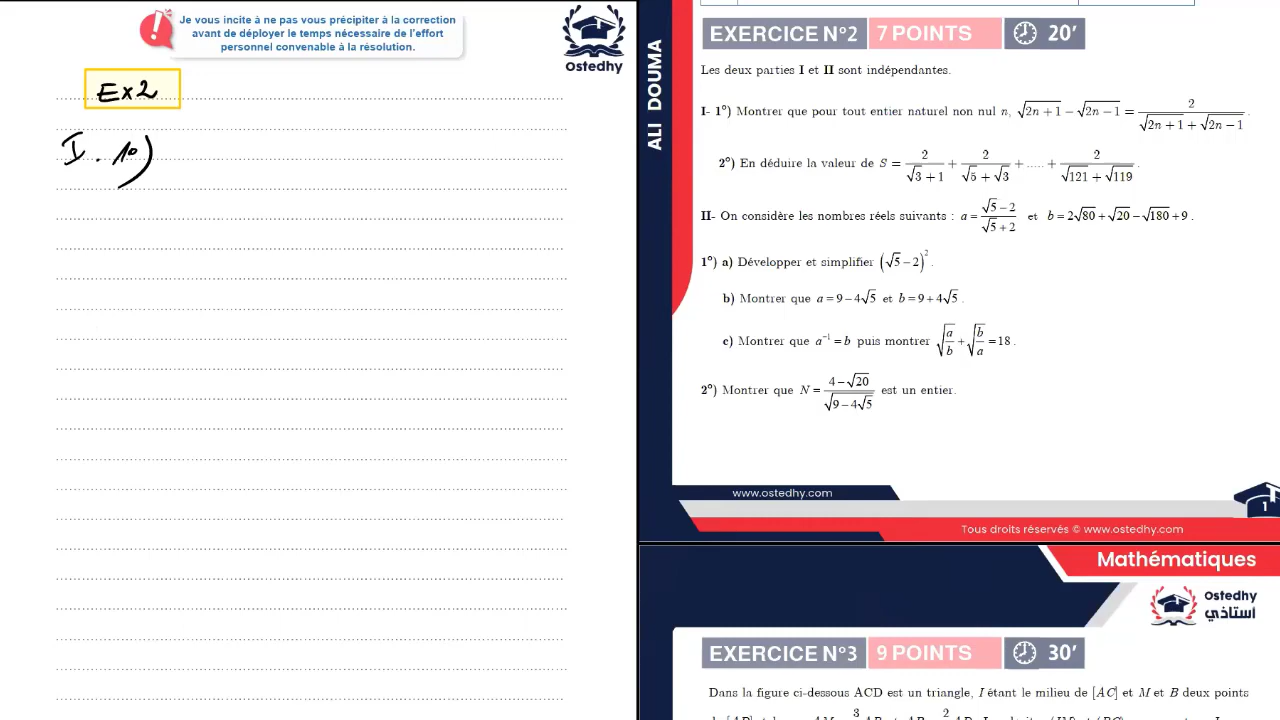 Je vous incite à ne pas vous précipiter à la correction
avant de déployer le temps nécessaire de l'effort
personnel convenable à la résolution.
Ostedhy
Ex2
I. 1°)
ALI DOUMA
EXERCICE N°2 7 POINTS 20'
Les deux parties I et II sont indépendantes.
I- 1°) Montrer que pour tout entier naturel non nul n, √(2n+1) − √(2n−1) = 2/(√(2n+1) + √(2n−1)).
2°) En déduire la valeur de S = 2/(√3+1) + 2/(√5+√3) + ..... + 2/(√121+√119).
II- On considère les nombres réels suivants : a = (√5−2)/(√5+2) et b = 2√80+√20−√180+9.
1°) a) Développer et simplifier (√5−2)².
b) Montrer que a=9−4√5 et b=9+4√5.
c) Montrer que a⁻¹=b puis montrer √(a/b)+√(b/a)=18.
2°) Montrer que N = (4−√20)/√(9−4√5) est un entier.
www.ostedhy.com
1
Tous droits réservés © www.ostedhy.com
Mathématiques
Ostedhy
أستاذي
EXERCICE N°3 9 POINTS 30'
Dans la figure ci-dessous ACD est un triangle, I étant le milieu de [AC] et M et B deux points